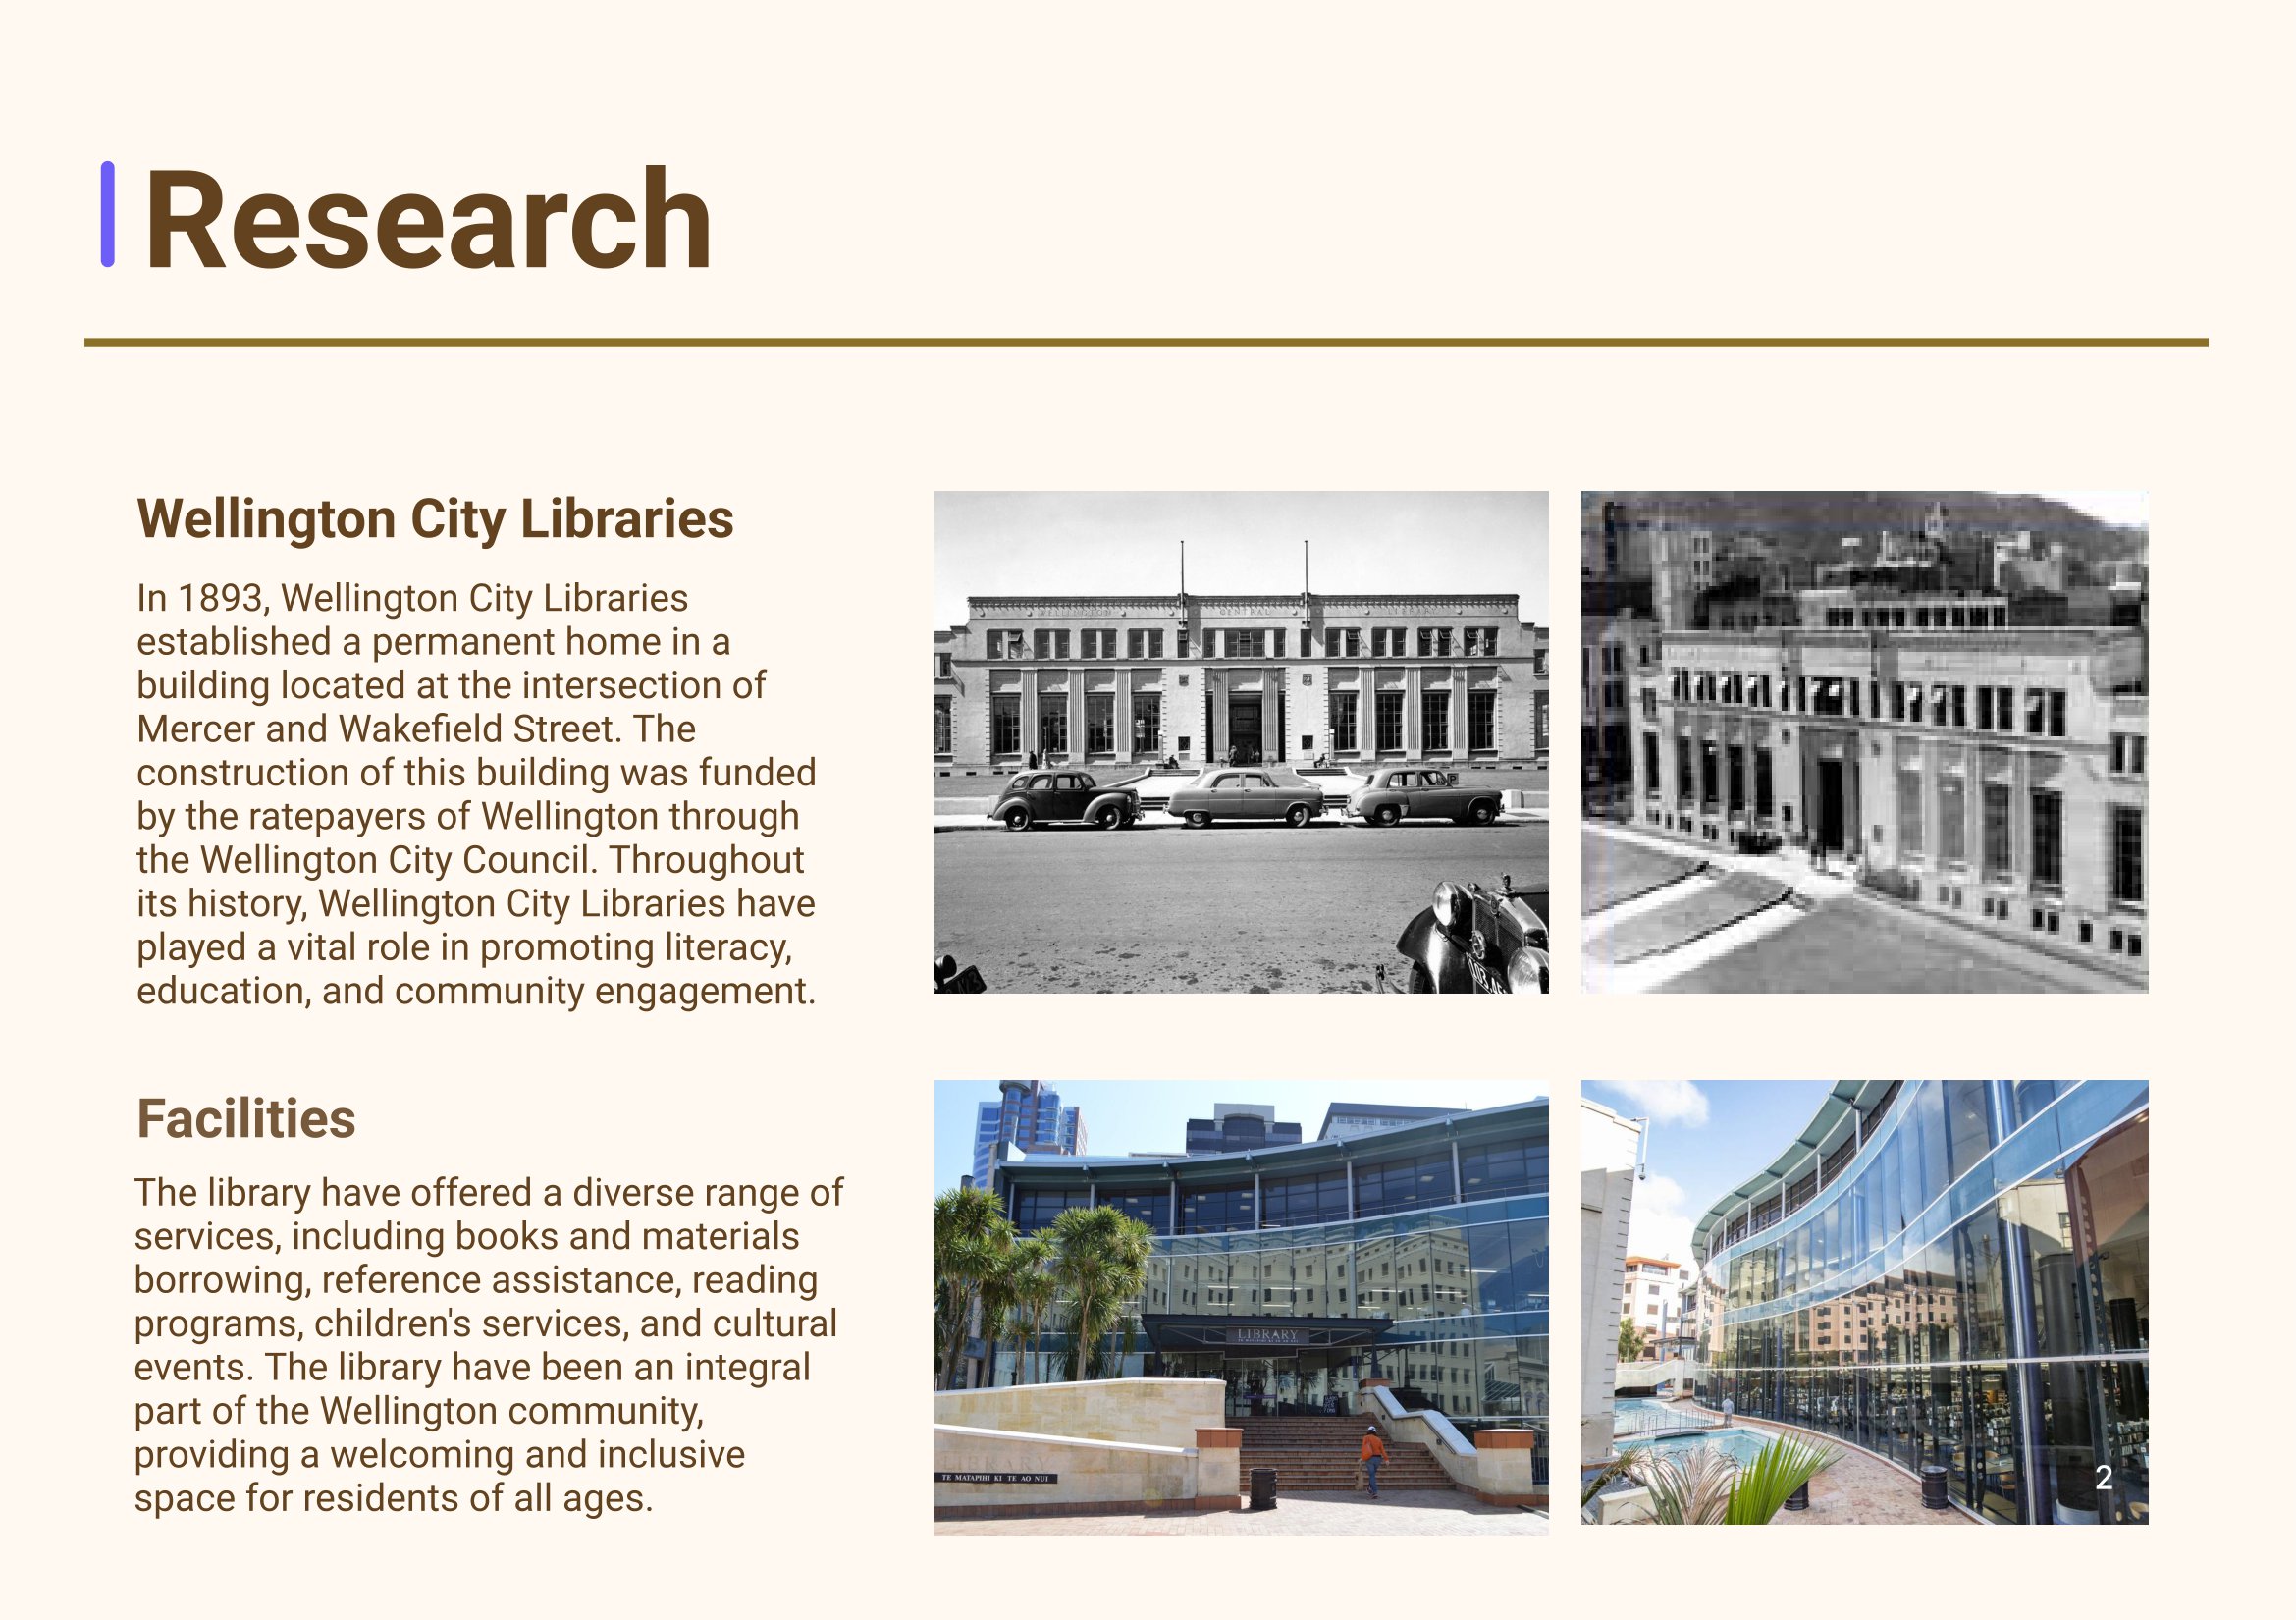 Research
Wellington City Libraries
In 1893, Wellington City Libraries
established a permanent home in a
building located at the intersection of
Mercer and Wakefield Street. The
construction of this building was funded
by the ratepayers of Wellington through
the Wellington City Council. Throughout
its history, Wellington City Libraries have
played a vital role in promoting literacy,
education, and community engagement.
Facilities
The library have offered a diverse range of
services, including books and materials
borrowing, reference assistance, reading
programs, children's services, and cultural
events. The library have been an integral
part of the Wellington community,
providing a welcoming and inclusive
space for residents of all ages.
CENTRAL
P
LIBRARY
LIBRARY
TE MATAPIHI KI TE AO NUI
2